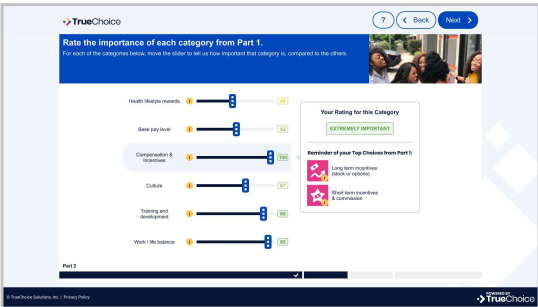 TrueChoice
?
Back
Next
Rate the importance of each category from Part 1.
For each of the categories below, move the slider to tell us how important that category is, compared to the others.
Health lifestyle rewards
Base pay level
52
Compensation &
Incentives
100
Culture
Training and
development
Work / life balance
Your Rating for this Category
EXTREMELY IMPORTANT
Reminder of your Top Choices from Part 1:
Long term incentives
(stock or options)
Short term incentives
& commission
Part 2
© TrueChoice Solutions, Inc. | Privacy Policy
POWERED BY
TrueChoice